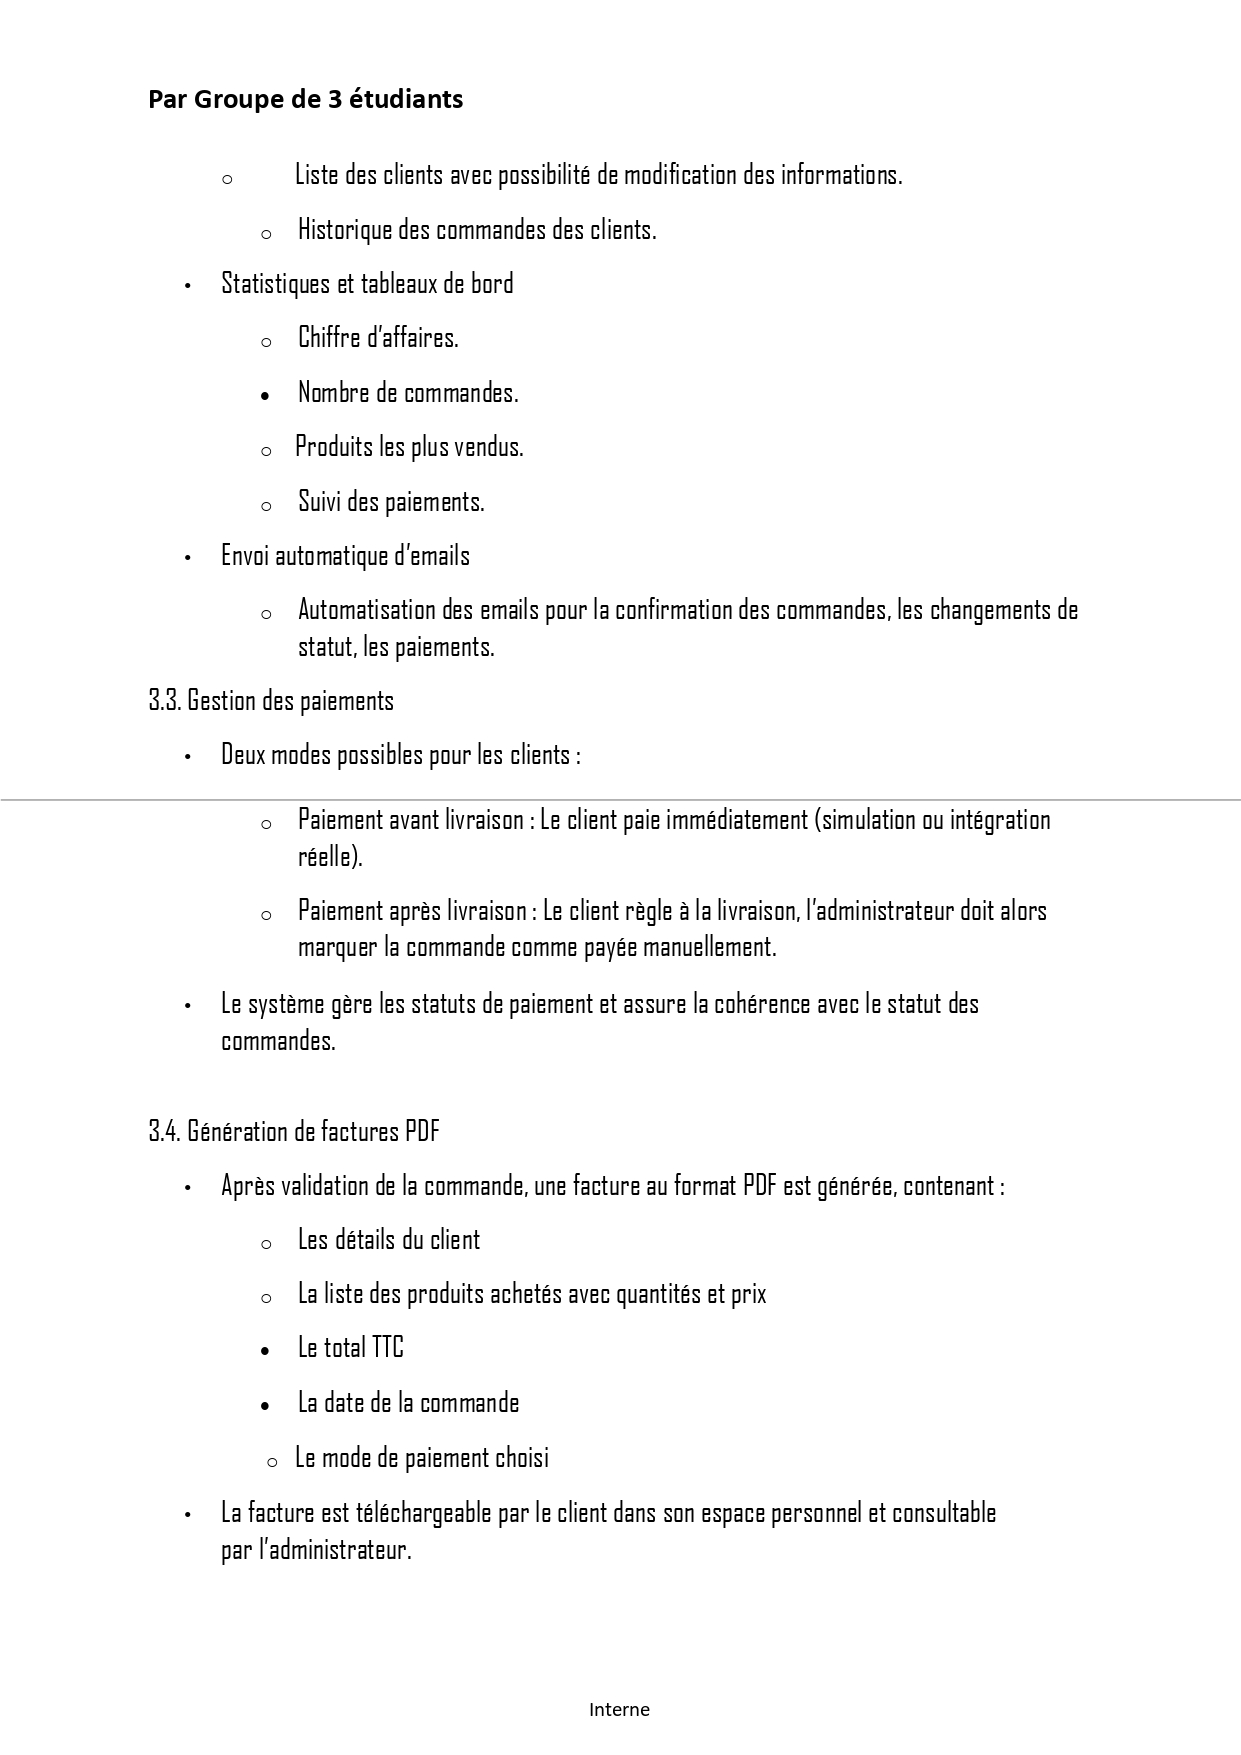 Par Groupe de 3 étudiants
o Liste des clients avec possibilité de modification des informations.
o Historique des commandes des clients.
• Statistiques et tableaux de bord
o Chiffre d’affaires.
• Nombre de commandes.
o Produits les plus vendus.
o Suivi des paiements.
• Envoi automatique d’emails
o Automatisation des emails pour la confirmation des commandes, les changements de
statut, les paiements.
3.3. Gestion des paiements
• Deux modes possibles pour les clients :
o Paiement avant livraison : Le client paie immédiatement (simulation ou intégration
réelle).
o Paiement après livraison : Le client règle à la livraison, l’administrateur doit alors
marquer la commande comme payée manuellement.
• Le système gère les statuts de paiement et assure la cohérence avec le statut des
commandes.
3.4. Génération de factures PDF
• Après validation de la commande, une facture au format PDF est générée, contenant :
o Les détails du client
o La liste des produits achetés avec quantités et prix
• Le total TTC
• La date de la commande
o Le mode de paiement choisi
• La facture est téléchargeable par le client dans son espace personnel et consultable
par l’administrateur.
Interne